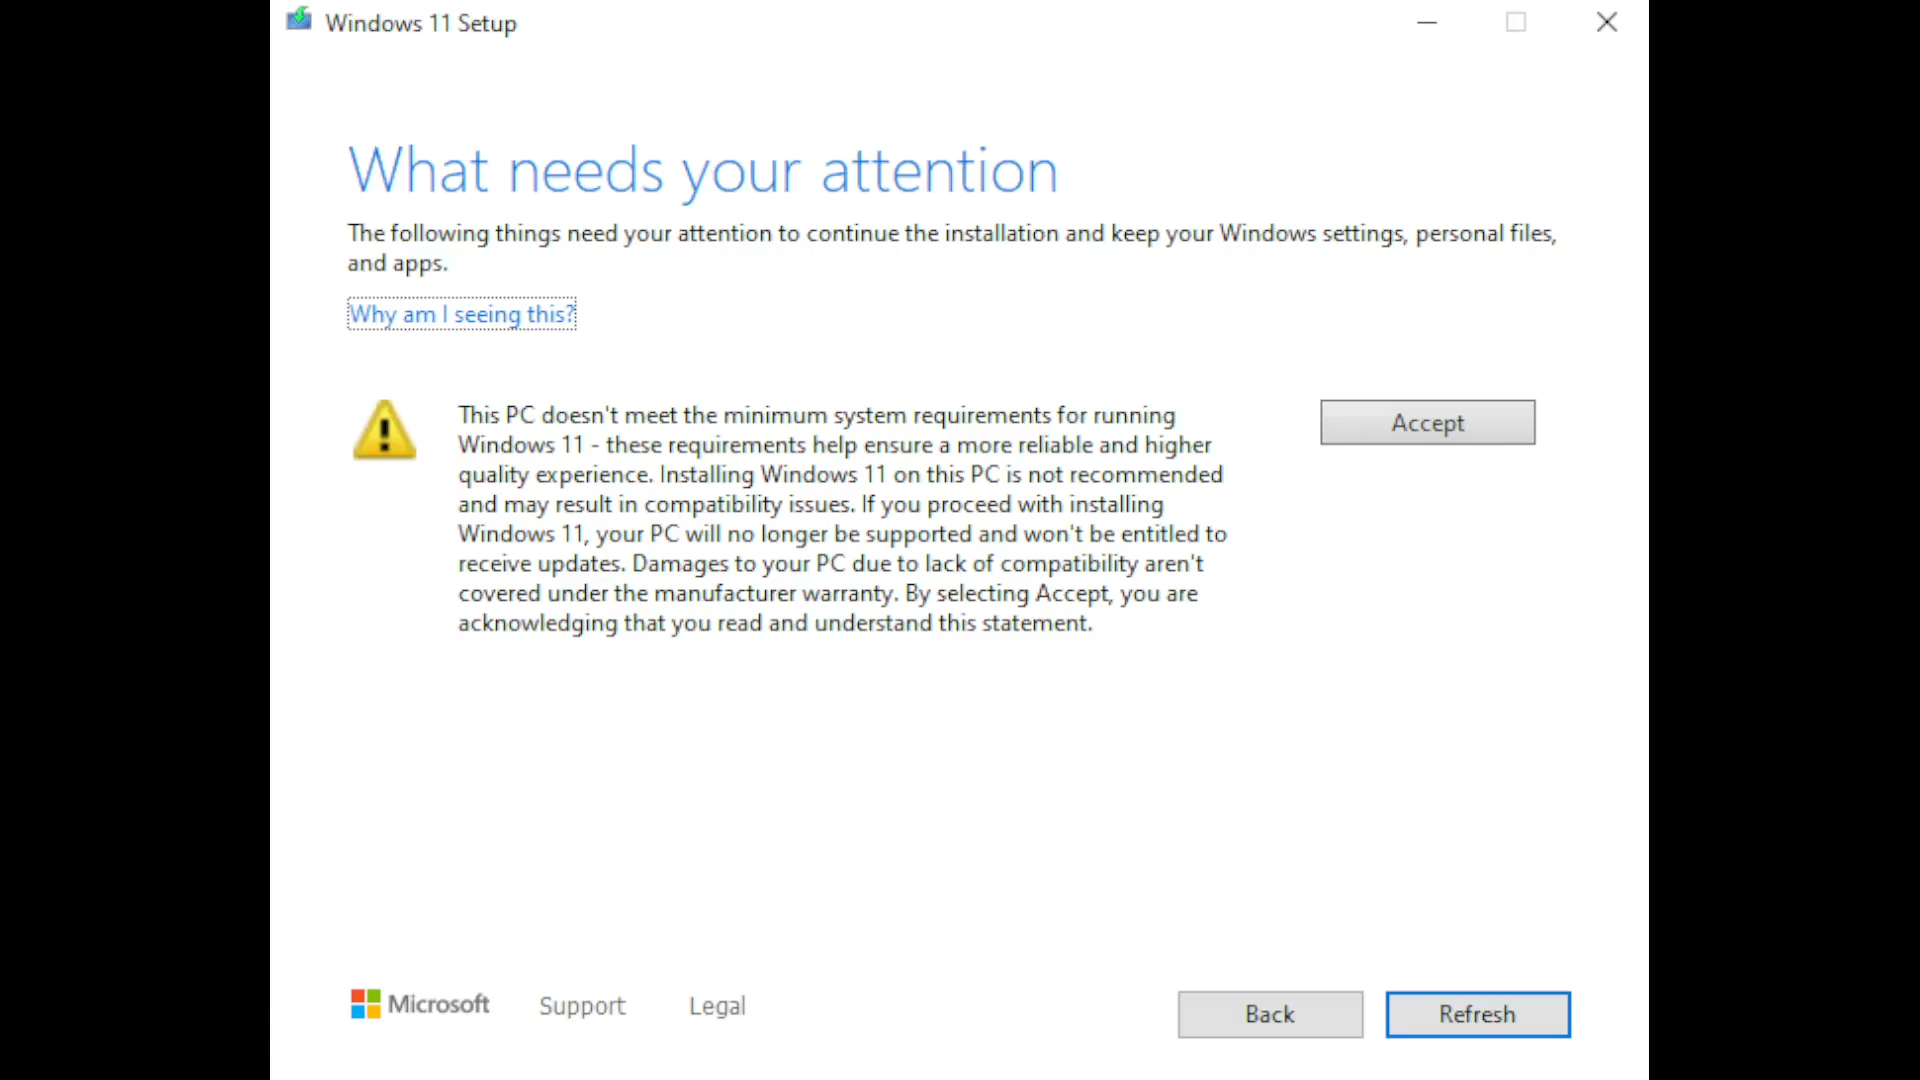 Windows 11 Setup
What needs your attention
The following things need your attention to continue the installation and keep your Windows settings, personal files,
and apps.
Why am I seeing this?
This PC doesn't meet the minimum system requirements for running
Windows 11 - these requirements help ensure a more reliable and higher
quality experience. Installing Windows 11 on this PC is not recommended
and may result in compatibility issues. If you proceed with installing
Windows 11, your PC will no longer be supported and won't be entitled to
receive updates. Damages to your PC due to lack of compatibility aren't
covered under the manufacturer warranty. By selecting Accept, you are
acknowledging that you read and understand this statement.
Accept
Microsoft
Support
Legal
Back
Refresh